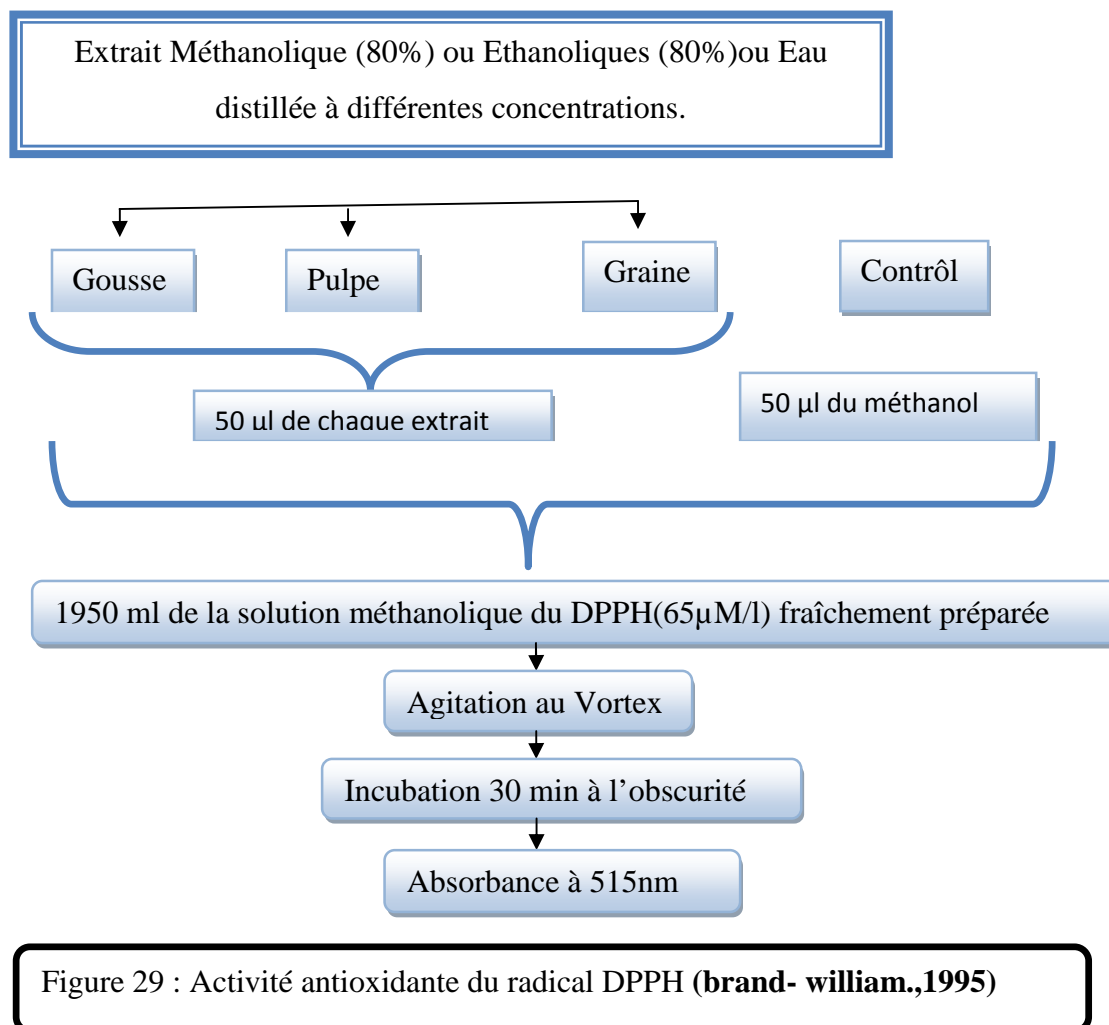 Extrait Méthanolique (80%) ou Ethanoliques (80%)ou Eau
distillée à différentes concentrations.
Gousse
Pulpe
Graine
Contrôl
50 µl de chaque extrait
50 µl du méthanol
1950 ml de la solution méthanolique du DPPH(65µM/l) fraîchement préparée
Agitation au Vortex
Incubation 30 min à l’obscurité
Absorbance à 515nm
Figure 29 : Activité antioxidante du radical DPPH (brand- william.,1995)